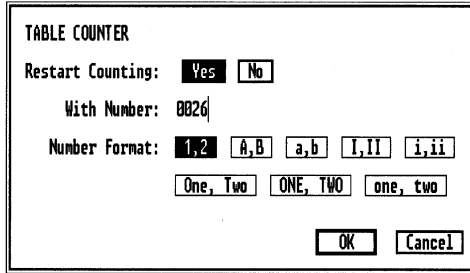 TABLE COUNTER
Restart Counting: Yes No
With Number: 0026
Number Format: 1,2 A,B a,b I,II i,ii
One, Two ONE, TWO one, two
OK Cancel